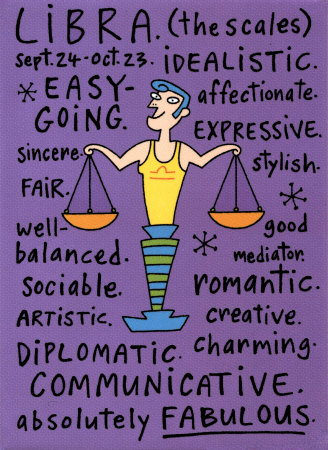 LiBRA. (the scales)
sept. 24 - oct. 23. iDEALISTIC.
EASY-
GOING.
affectionate.
EXPRESSIVE.
sincere.
stylish.
FAiR.
well-
balanced.
good
mediator.
sociable.
romantic.
ARTISTIC.
creative.
DiPLOMATIC.
charming.
COMMUNICATIVE.
absolutely FABULOUS.